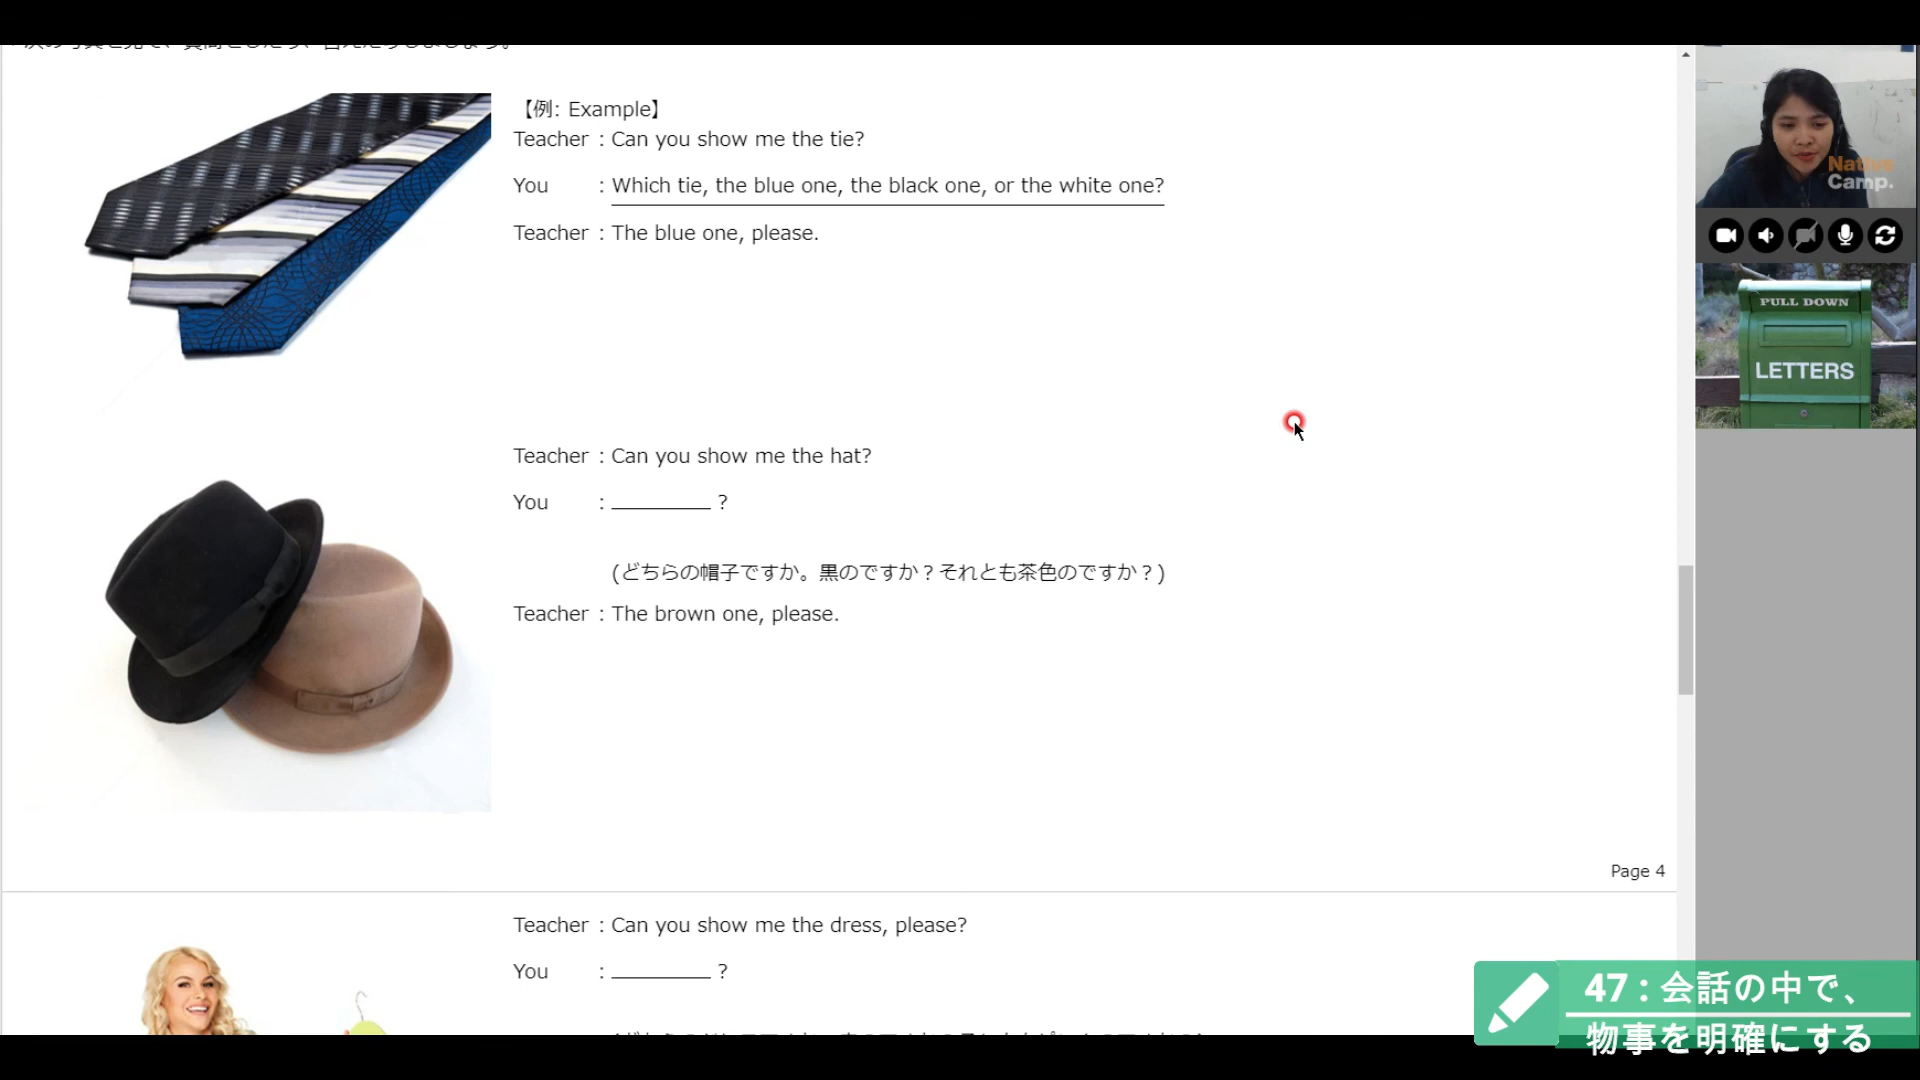 【例: Example】
Teacher : Can you show me the tie?
You : Which tie, the blue one, the black one, or the white one?
Teacher : The blue one, please.
Teacher : Can you show me the hat?
You : ________ ?
(どちらの帽子ですか。黒のですか？それとも茶色のですか？)
Teacher : The brown one, please.
Page 4
Teacher : Can you show me the dress, please?
You : ________ ?
Native
Camp.
PULL DOWN
LETTERS
47：会話の中で、
物事を明確にする